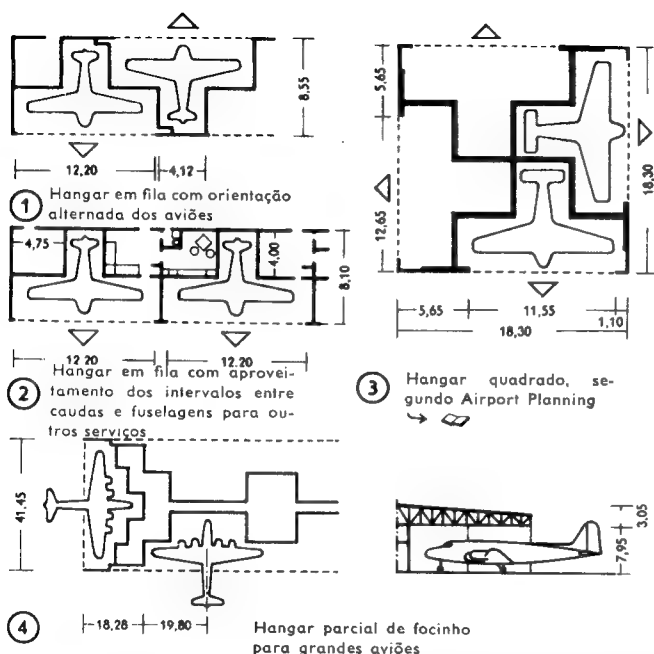 8,55
12,20
4,12
1 Hangar em fila com orientação
alternada dos aviões
4,75
4,00
8,10
12 20
12.20
2 Hangar em fila com aprovei-
tamento dos intervalos entre
caudas e fuselagens para ou-
tros serviços
5,65
12,65
18,30
5,65
11,55
1,10
18,30
3 Hangar quadrado, se-
gundo Airport Planning
41,45
18,28
19,80
3,05
7,95
4 Hangar parcial de focinho
para grandes aviões